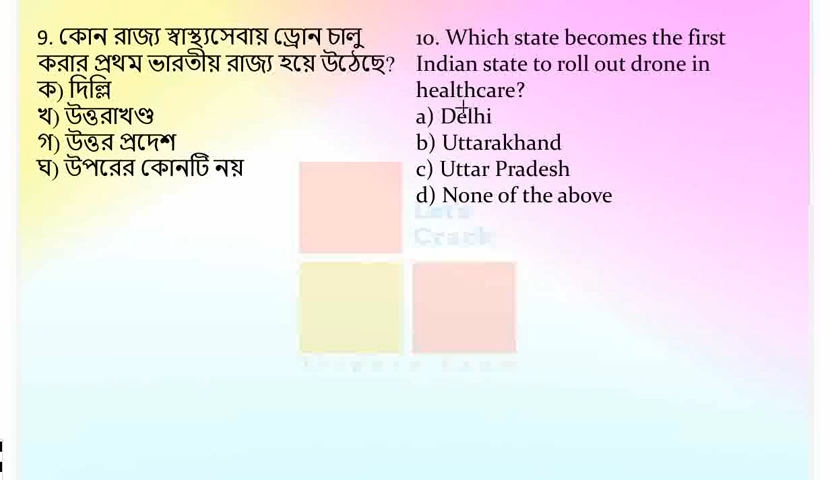 9. কোন রাজ্য স্বাস্থ্যসেবায় ড্রোন চালু
করার প্রথম ভারতীয় রাজ্য হয়ে উঠেছে?
ক) দিল্লি
খ) উত্তরাখণ্ড
গ) উত্তর প্রদেশ
ঘ) উপরের কোনটি নয়
10. Which state becomes the first
Indian state to roll out drone in
healthcare?
a) Delhi
b) Uttarakhand
c) Uttar Pradesh
d) None of the above
Let's
Crack